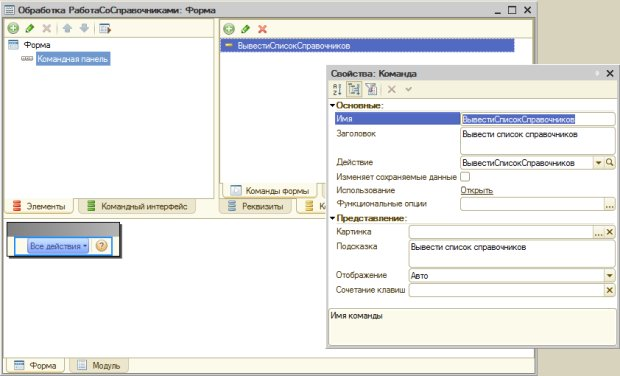 Обработка РаботаСоСправочниками: Форма
Форма
Командная панель
ВывестиСписокСправочников
Команды формы
Элементы
Командный интерфейс
Реквизиты
Все действия
Форма
Модуль
Свойства: Команда
Основные:
Имя ВывестиСписокСправочников
Заголовок Вывести список справочников
Действие ВывестиСписокСправочников
Изменяет сохраняемые данные
Использование Открыть
Функциональные опции
Представление:
Картинка
Подсказка Вывести список справочников
Отображение Авто
Сочетание клавиш
Имя команды